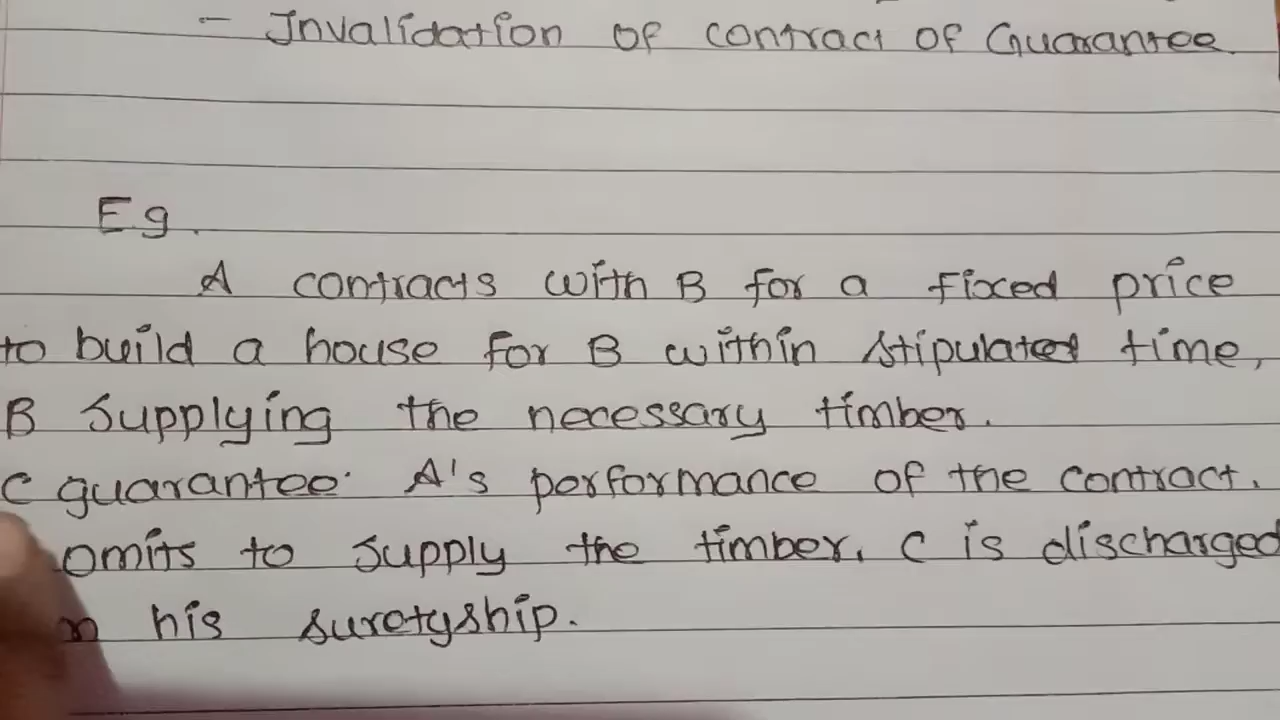 - Invalidation of contract of Guarantee.
Eg.
A contracts with B for a fixed price
to build a house for B within stipulated time,
B supplying the necessary timber.
C guarantee. A's performance of the contract.
omits to supply the timber. C is discharged
his suretyship.